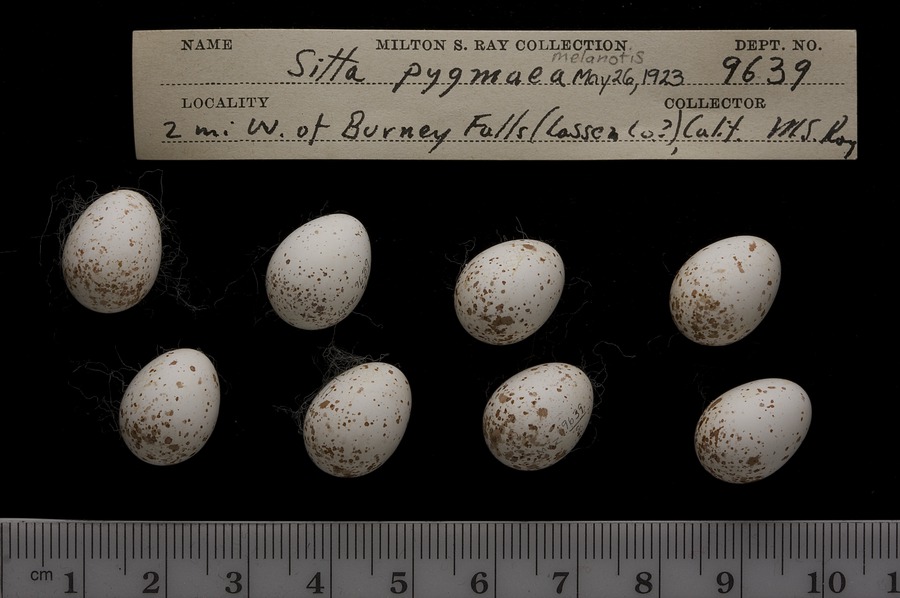 NAME MILTON S. RAY COLLECTION DEPT. NO.
melanotis
Sitta pygmaea May 26, 1923 9639
LOCALITY COLLECTOR
2 mi W. of Burney Falls (Lassen Co?), Calif. M.S. Ray
9639
cm 1 2 3 4 5 6 7 8 9 10 1